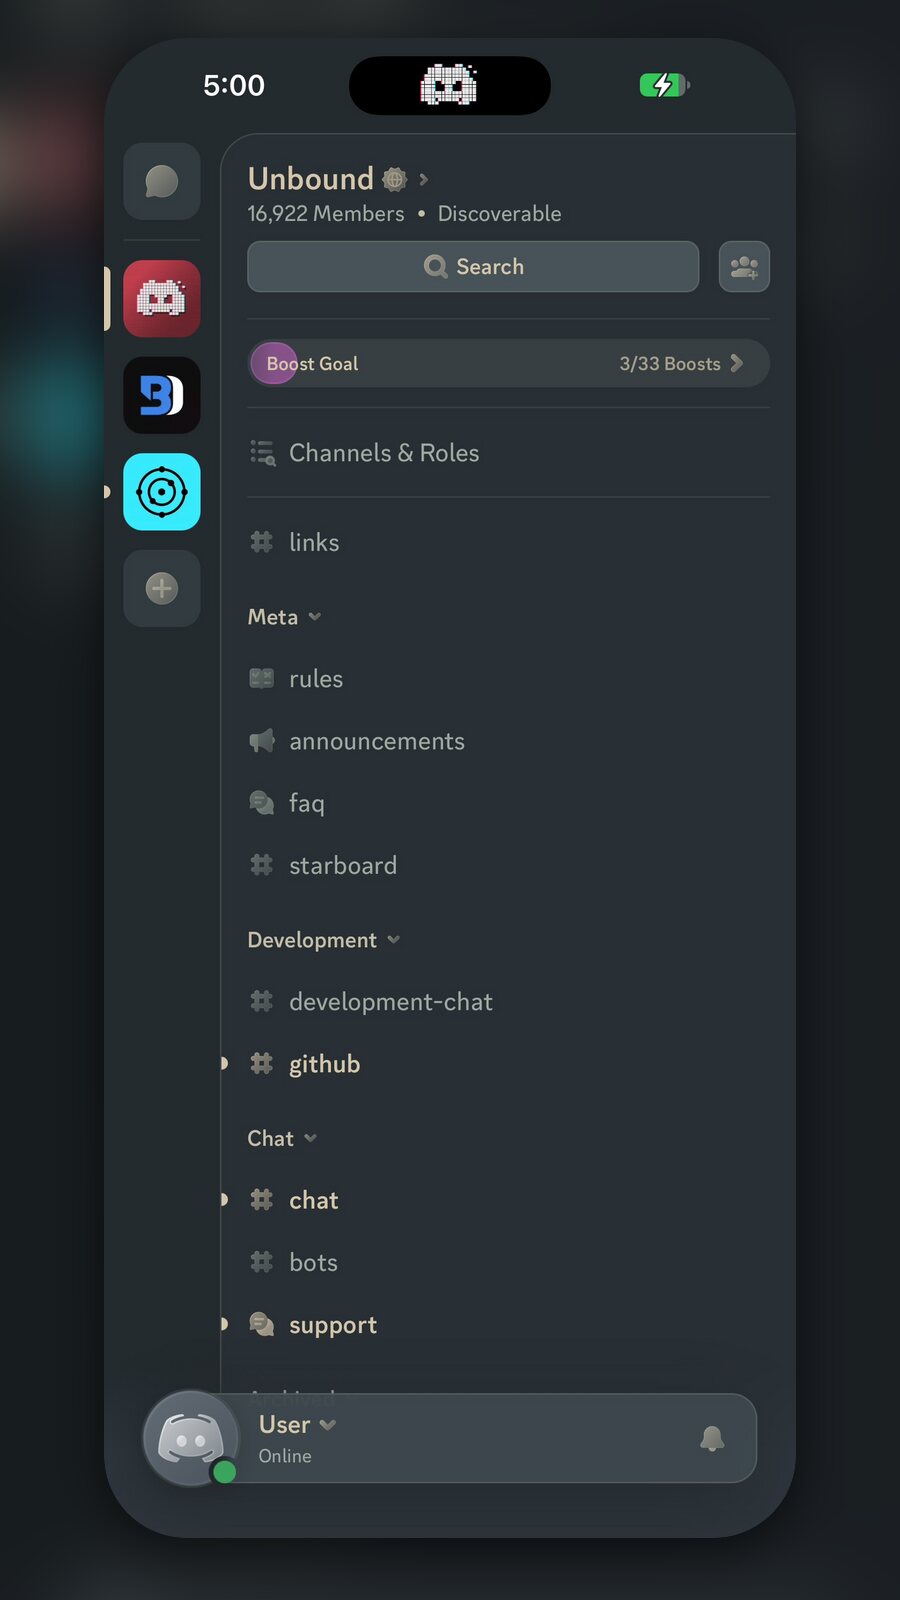 5:00
Unbound
16,922 Members • Discoverable
Search
Boost Goal 3/33 Boosts
Channels & Roles
links
Meta
rules
announcements
faq
starboard
Development
development-chat
github
Chat
chat
bots
support
Archived
User
Online